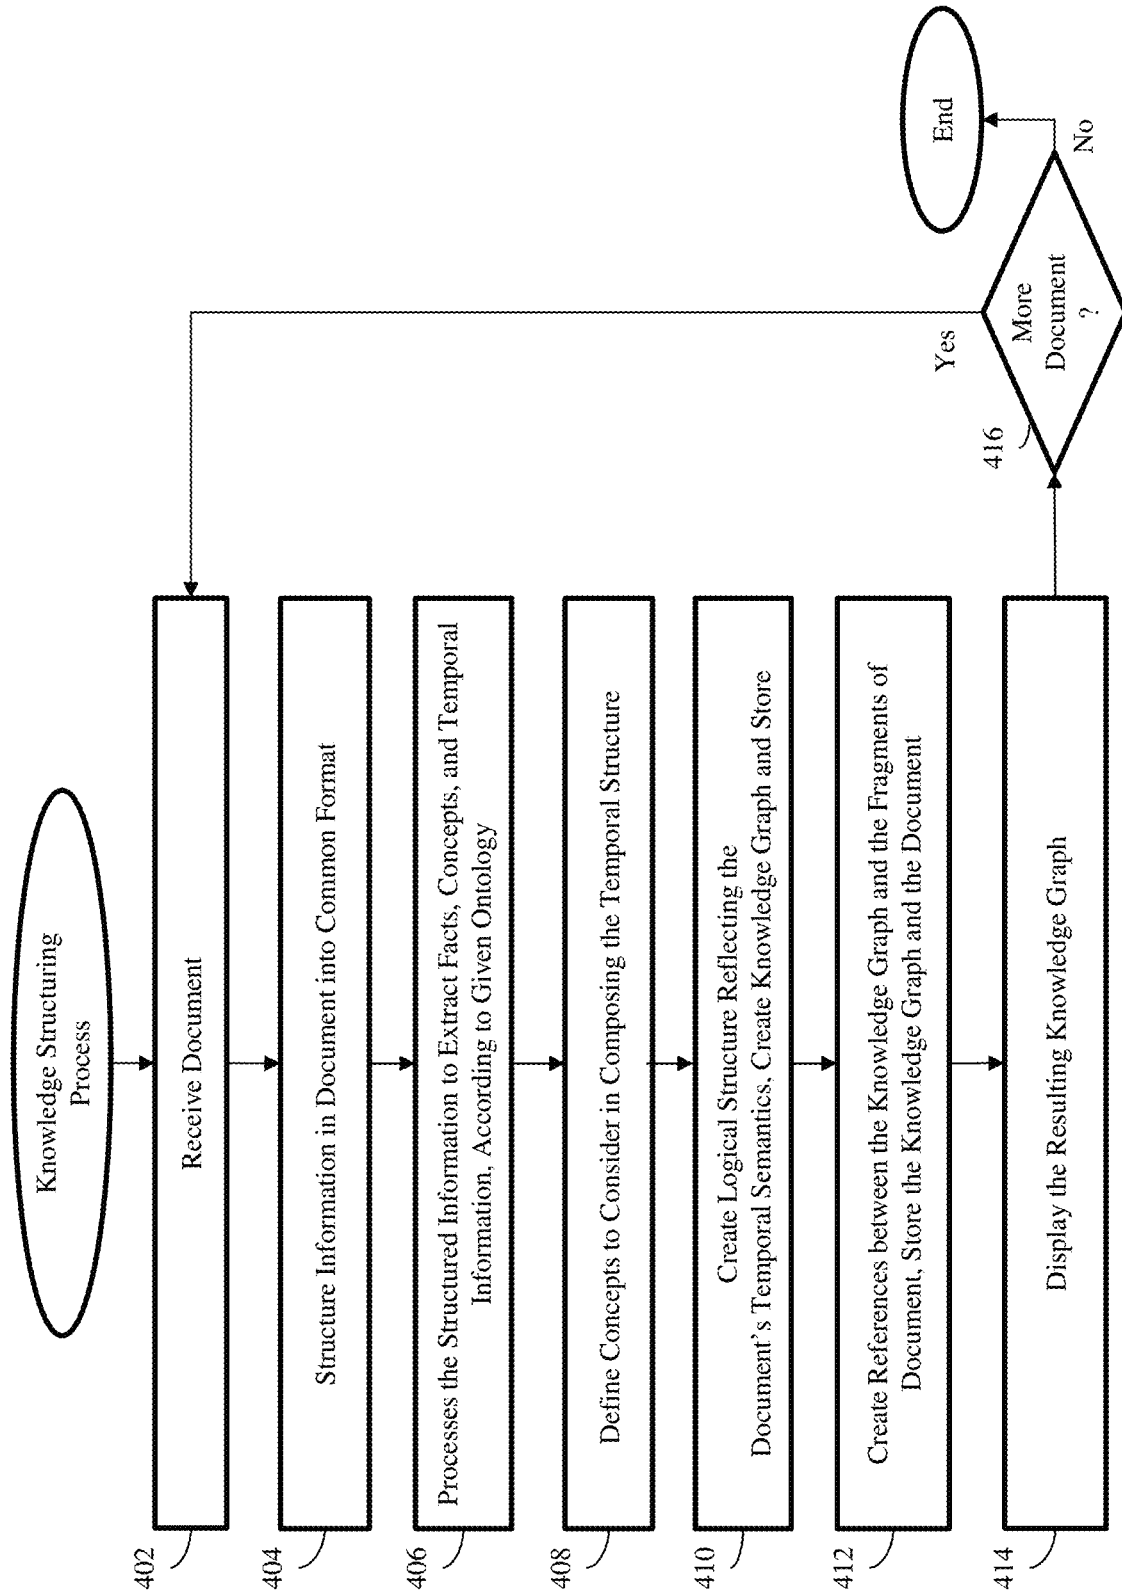 Knowledge Structuring
Process
402
Receive Document
404
Structure Information in Document into Common Format
406
Processes the Structured Information to Extract Facts, Concepts, and Temporal
Information, According to Given Ontology
408
Define Concepts to Consider in Composing the Temporal Structure
410
Create Logical Structure Reflecting the
Document's Temporal Semantics, Create Knowledge Graph and Store
412
Create References between the Knowledge Graph and the Fragments of
Document, Store the Knowledge Graph and the Document
414
Display the Resulting Knowledge Graph
416
More
Document
?
Yes
No
End